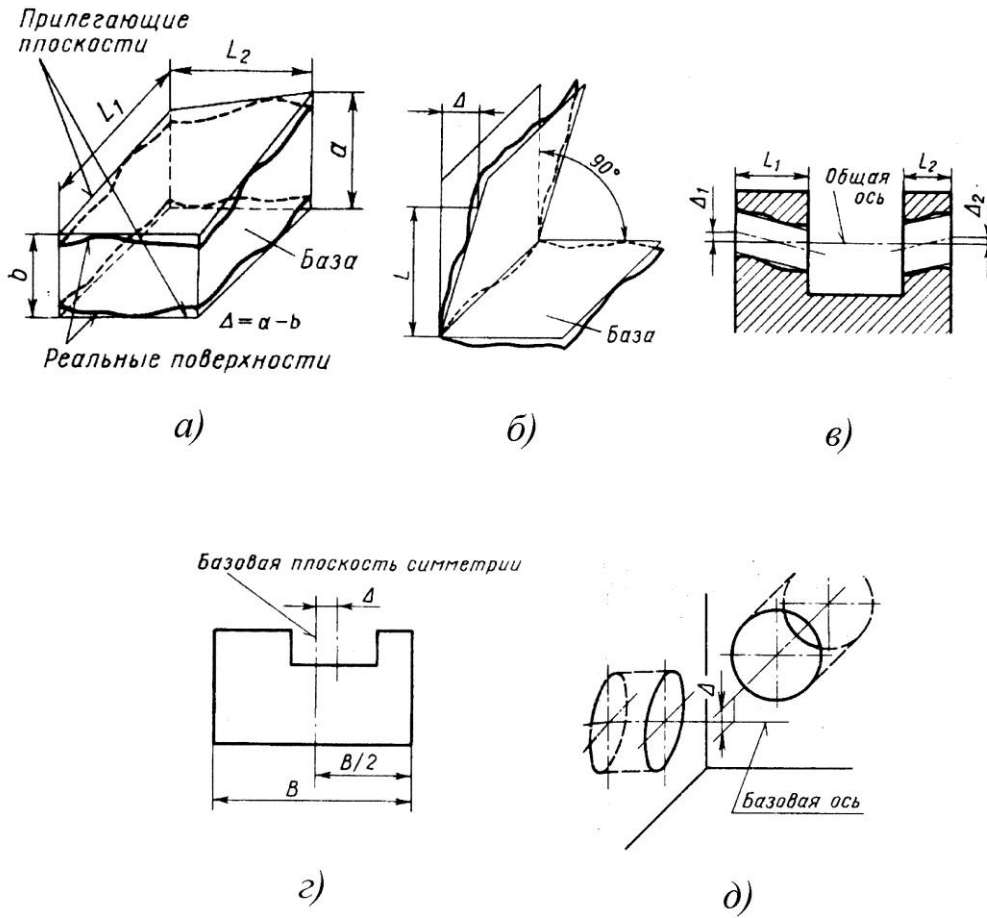 Прилегающие
плоскости
L₂
L₁
a
b
База
Δ=a-b
Реальные поверхности
а)
Δ
90°
L
База
б)
L₁
L₂
Общая
ось
Δ₁
Δ₂
в)
Базовая плоскость симметрии
Δ
B/2
B
г)
Δ
Базовая ось
д)